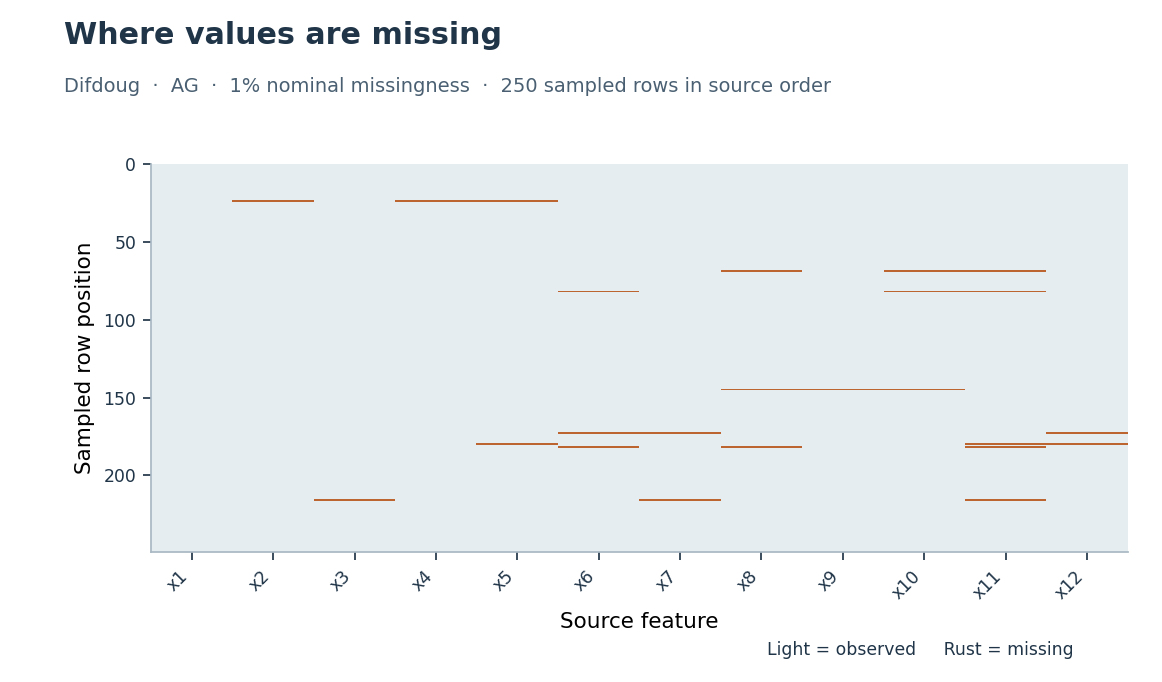 Where values are missing
Difdoug · AG · 1% nominal missingness · 250 sampled rows in source order
0
50
100
150
200
Sampled row position
x1
x2
x3
x4
x5
x6
x7
x8
x9
x10
x11
x12
Source feature
Light = observed Rust = missing